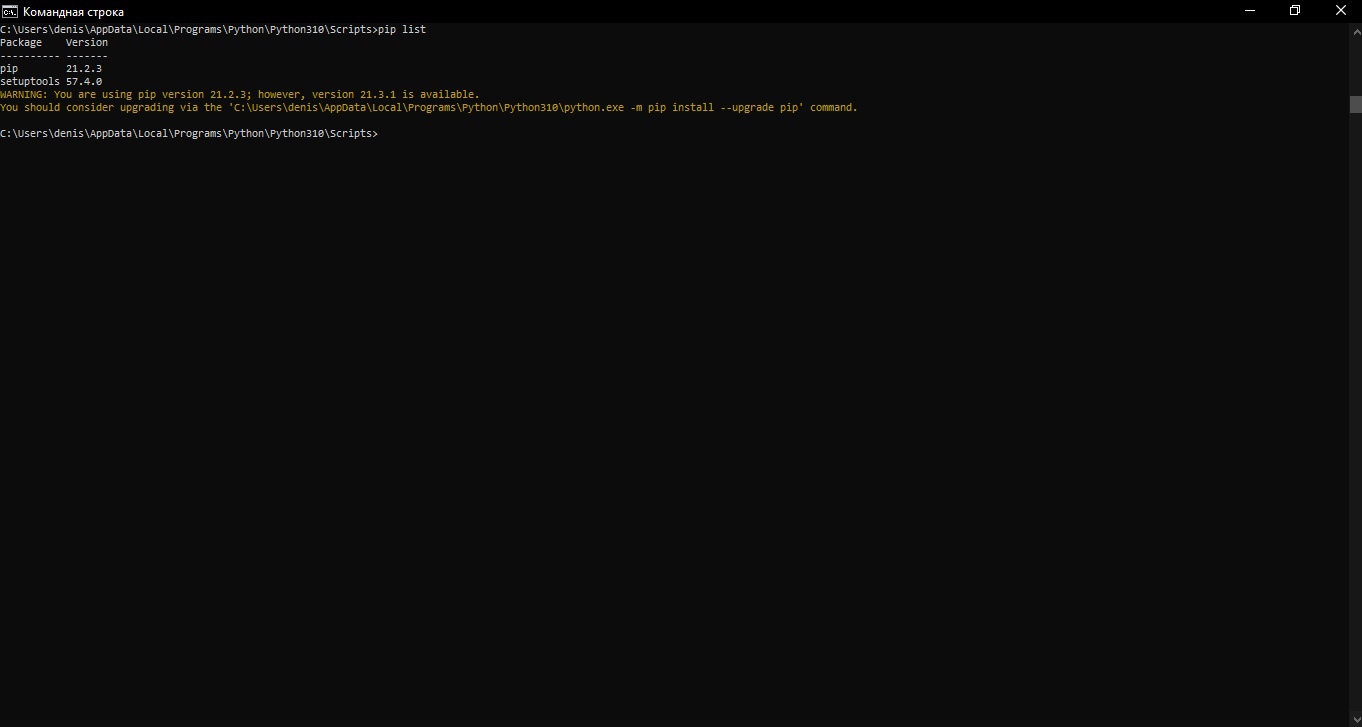 Командная строка
C:\Users\denis\AppData\Local\Programs\Python\Python310\Scripts>pip list
Package    Version
---------- -------
pip        21.2.3
setuptools 57.4.0
WARNING: You are using pip version 21.2.3; however, version 21.3.1 is available.
You should consider upgrading via the 'C:\Users\denis\AppData\Local\Programs\Python\Python310\python.exe -m pip install --upgrade pip' command.
C:\Users\denis\AppData\Local\Programs\Python\Python310\Scripts>